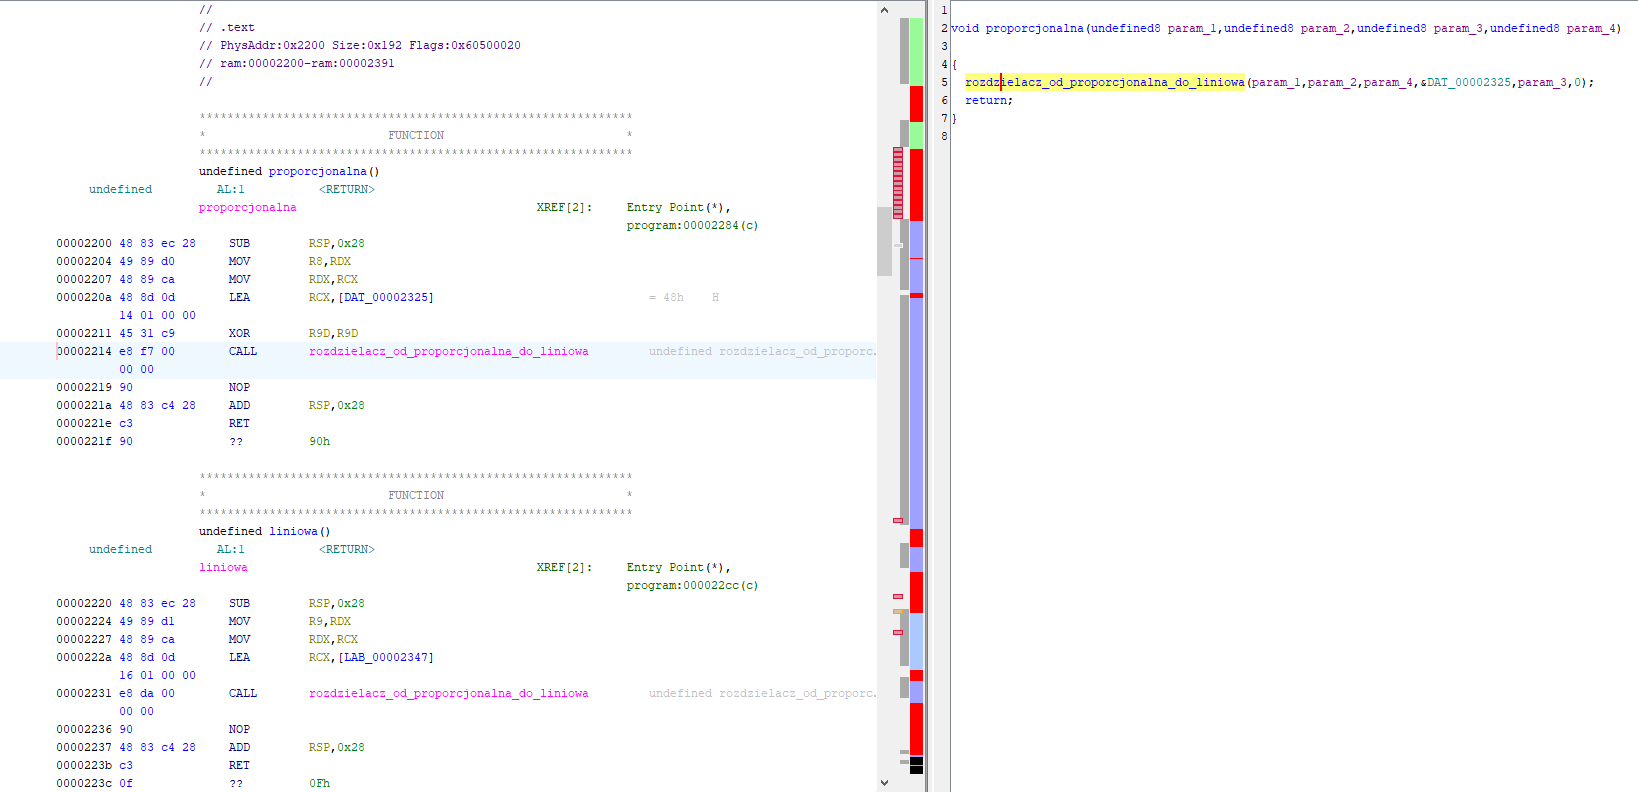 //
// .text
// PhysAddr:0x2200 Size:0x192 Flags:0x60500020
// ram:00002200-ram:00002391
//
**************************************************************
* FUNCTION *
**************************************************************
undefined proporcjonalna()
undefined AL:1 <RETURN>
proporcjonalna XREF[2]: Entry Point(*),
program:00002284(c)
00002200 48 83 ec 28 SUB RSP,0x28
00002204 49 89 d0 MOV R8,RDX
00002207 48 89 ca MOV RDX,RCX
0000220a 48 8d 0d LEA RCX,[DAT_00002325] = 48h H
14 01 00 00
00002211 45 31 c9 XOR R9D,R9D
00002214 e8 f7 00 CALL rozdzielacz_od_proporcjonalna_do_liniowa undefined rozdzielacz_od_proporc.
00 00
00002219 90 NOP
0000221a 48 83 c4 28 ADD RSP,0x28
0000221e c3 RET
0000221f 90 ?? 90h
**************************************************************
* FUNCTION *
**************************************************************
undefined liniowa()
undefined AL:1 <RETURN>
liniowa XREF[2]: Entry Point(*),
program:000022cc(c)
00002220 48 83 ec 28 SUB RSP,0x28
00002224 49 89 d1 MOV R9,RDX
00002227 48 89 ca MOV RDX,RCX
0000222a 48 8d 0d LEA RCX,[LAB_00002347]
16 01 00 00
00002231 e8 da 00 CALL rozdzielacz_od_proporcjonalna_do_liniowa undefined rozdzielacz_od_proporc.
00 00
00002236 90 NOP
00002237 48 83 c4 28 ADD RSP,0x28
0000223b c3 RET
0000223c 0f ?? 0Fh
1
2 void proporcjonalna(undefined8 param_1,undefined8 param_2,undefined8 param_3,undefined8 param_4)
3
4 {
5 rozdzielacz_od_proporcjonalna_do_liniowa(param_1,param_2,param_4,&DAT_00002325,param_3,0);
6 return;
7 }
8